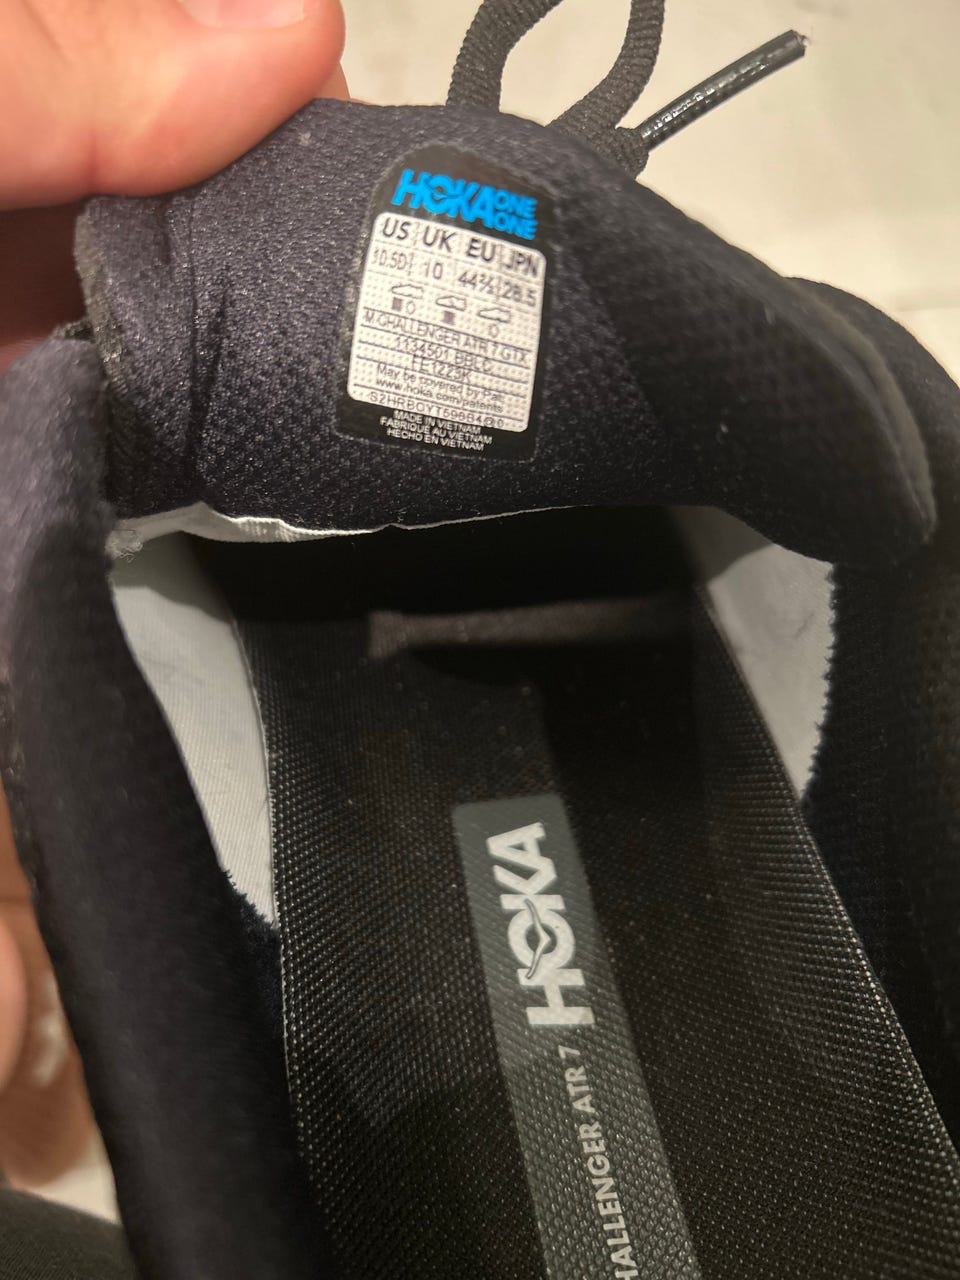 HOKA ONE ONE
US UK EU JPN
10.5D 10 44⅔ 28.5
M CHALLENGER ATR 7 GTX
1134501 BBLC
May be covered by Pat.
www.hoka.com/patents
MADE IN VIETNAM
FABRIQUÉ AU VIETNAM
HECHO EN VIETNAM
HOKA
HALLENGER ATR 7